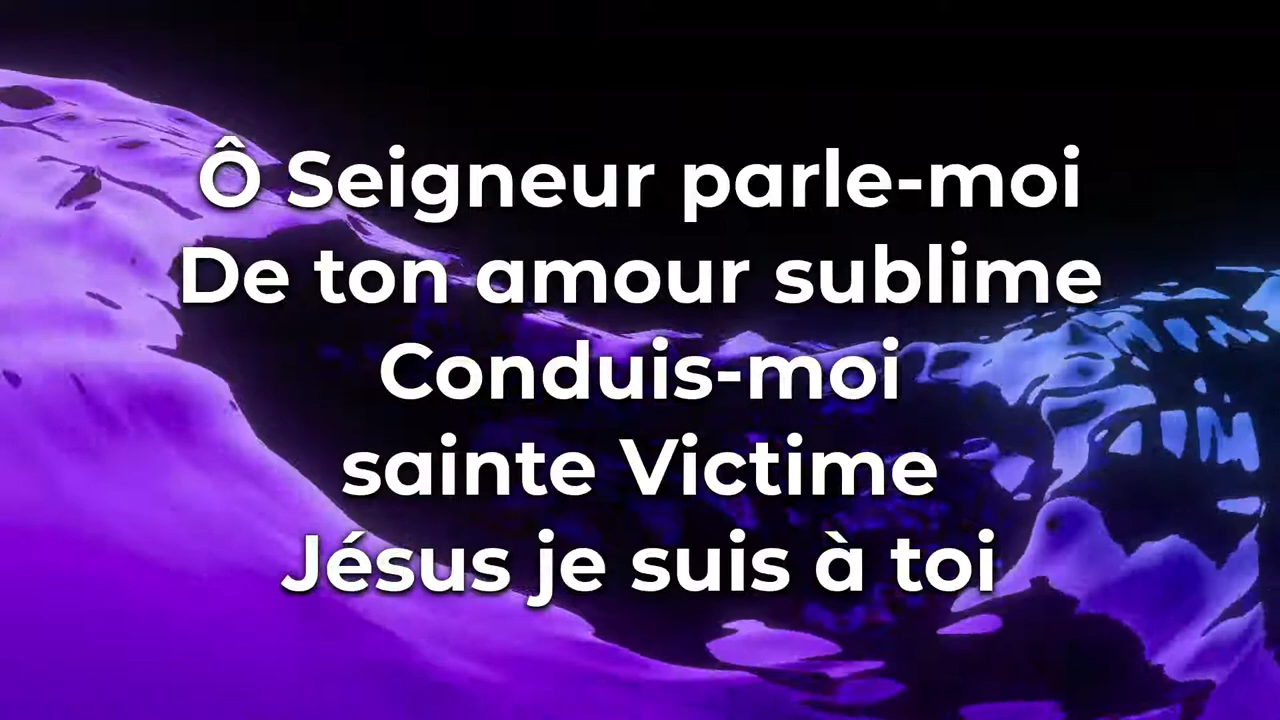 Ô Seigneur parle-moi
De ton amour sublime
Conduis-moi
sainte Victime
Jésus je suis à toi